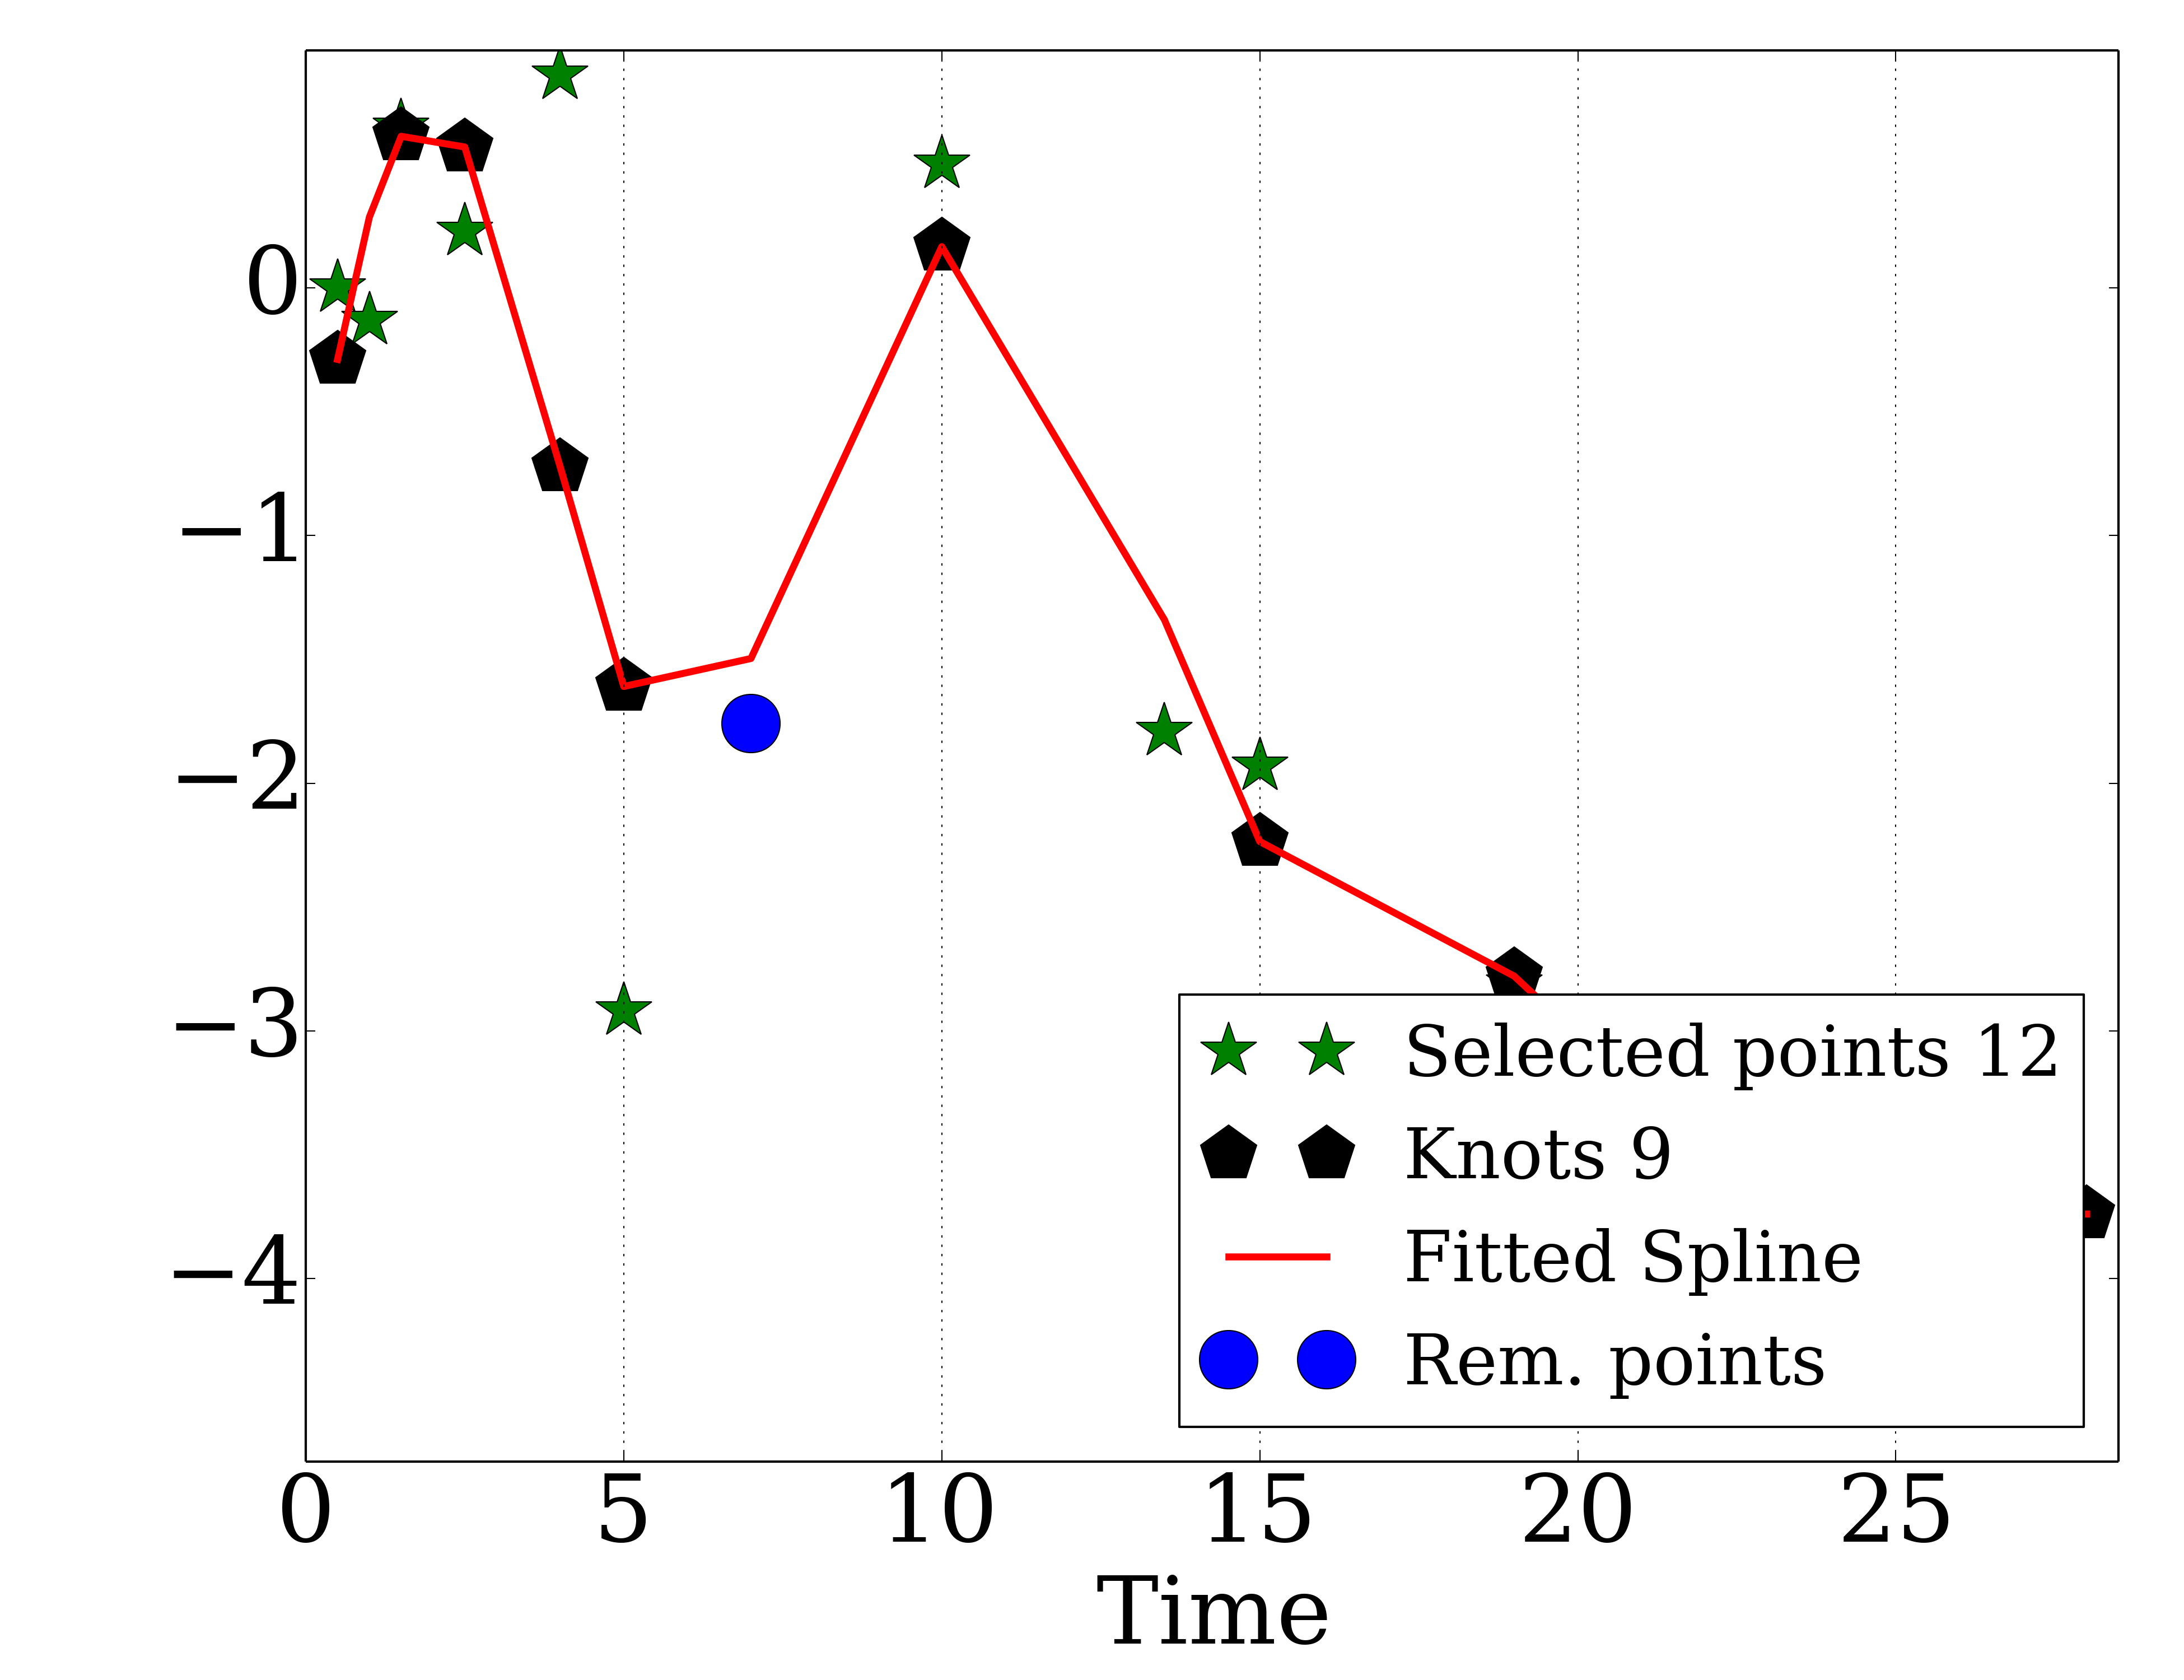 0
−1
−2
−3
−4
Selected points 12
Knots 9
Fitted Spline
Rem. points
0 5 10 15 20 25
Time